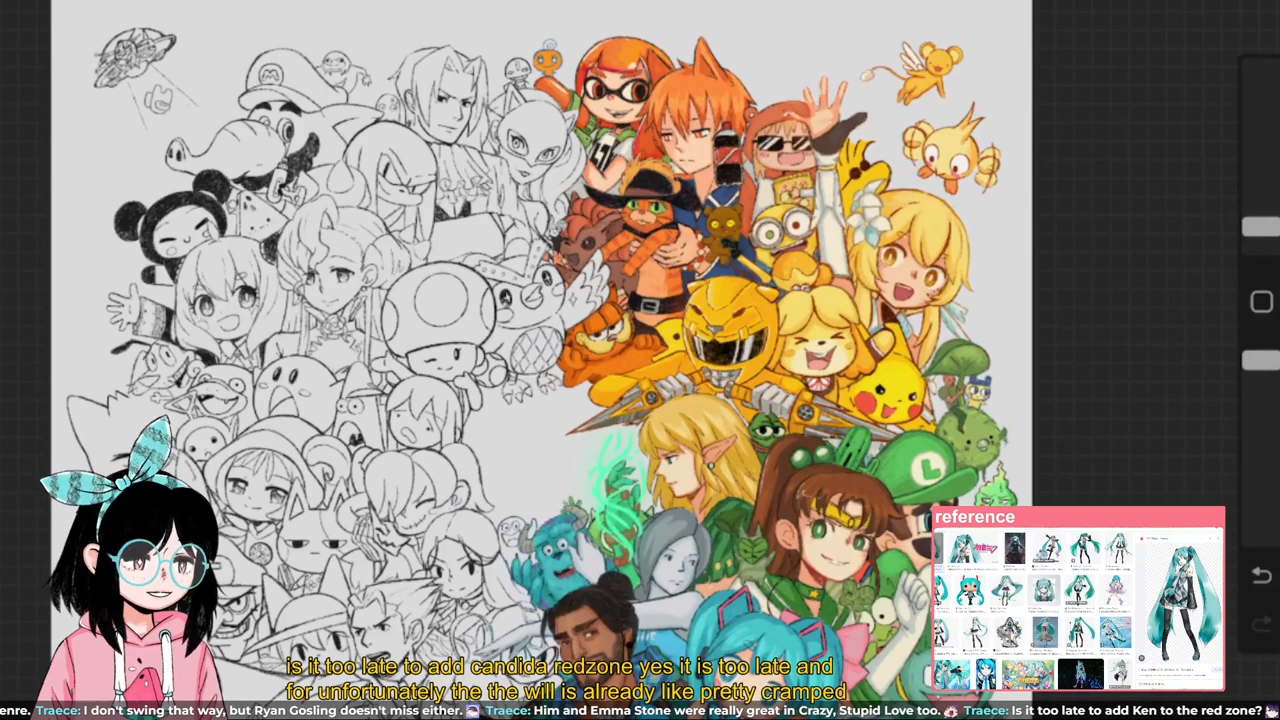 M
L
reference
is it too late to add candida redzone yes it is too late and
for unfortunately the the will is already like pretty cramped
enre. Traece: I don't swing that way, but Ryan Gosling doesn't miss either. Traece: Him and Emma Stone were really great in Crazy, Stupid Love too. Traece: Is it too late to add Ken to the red zone?